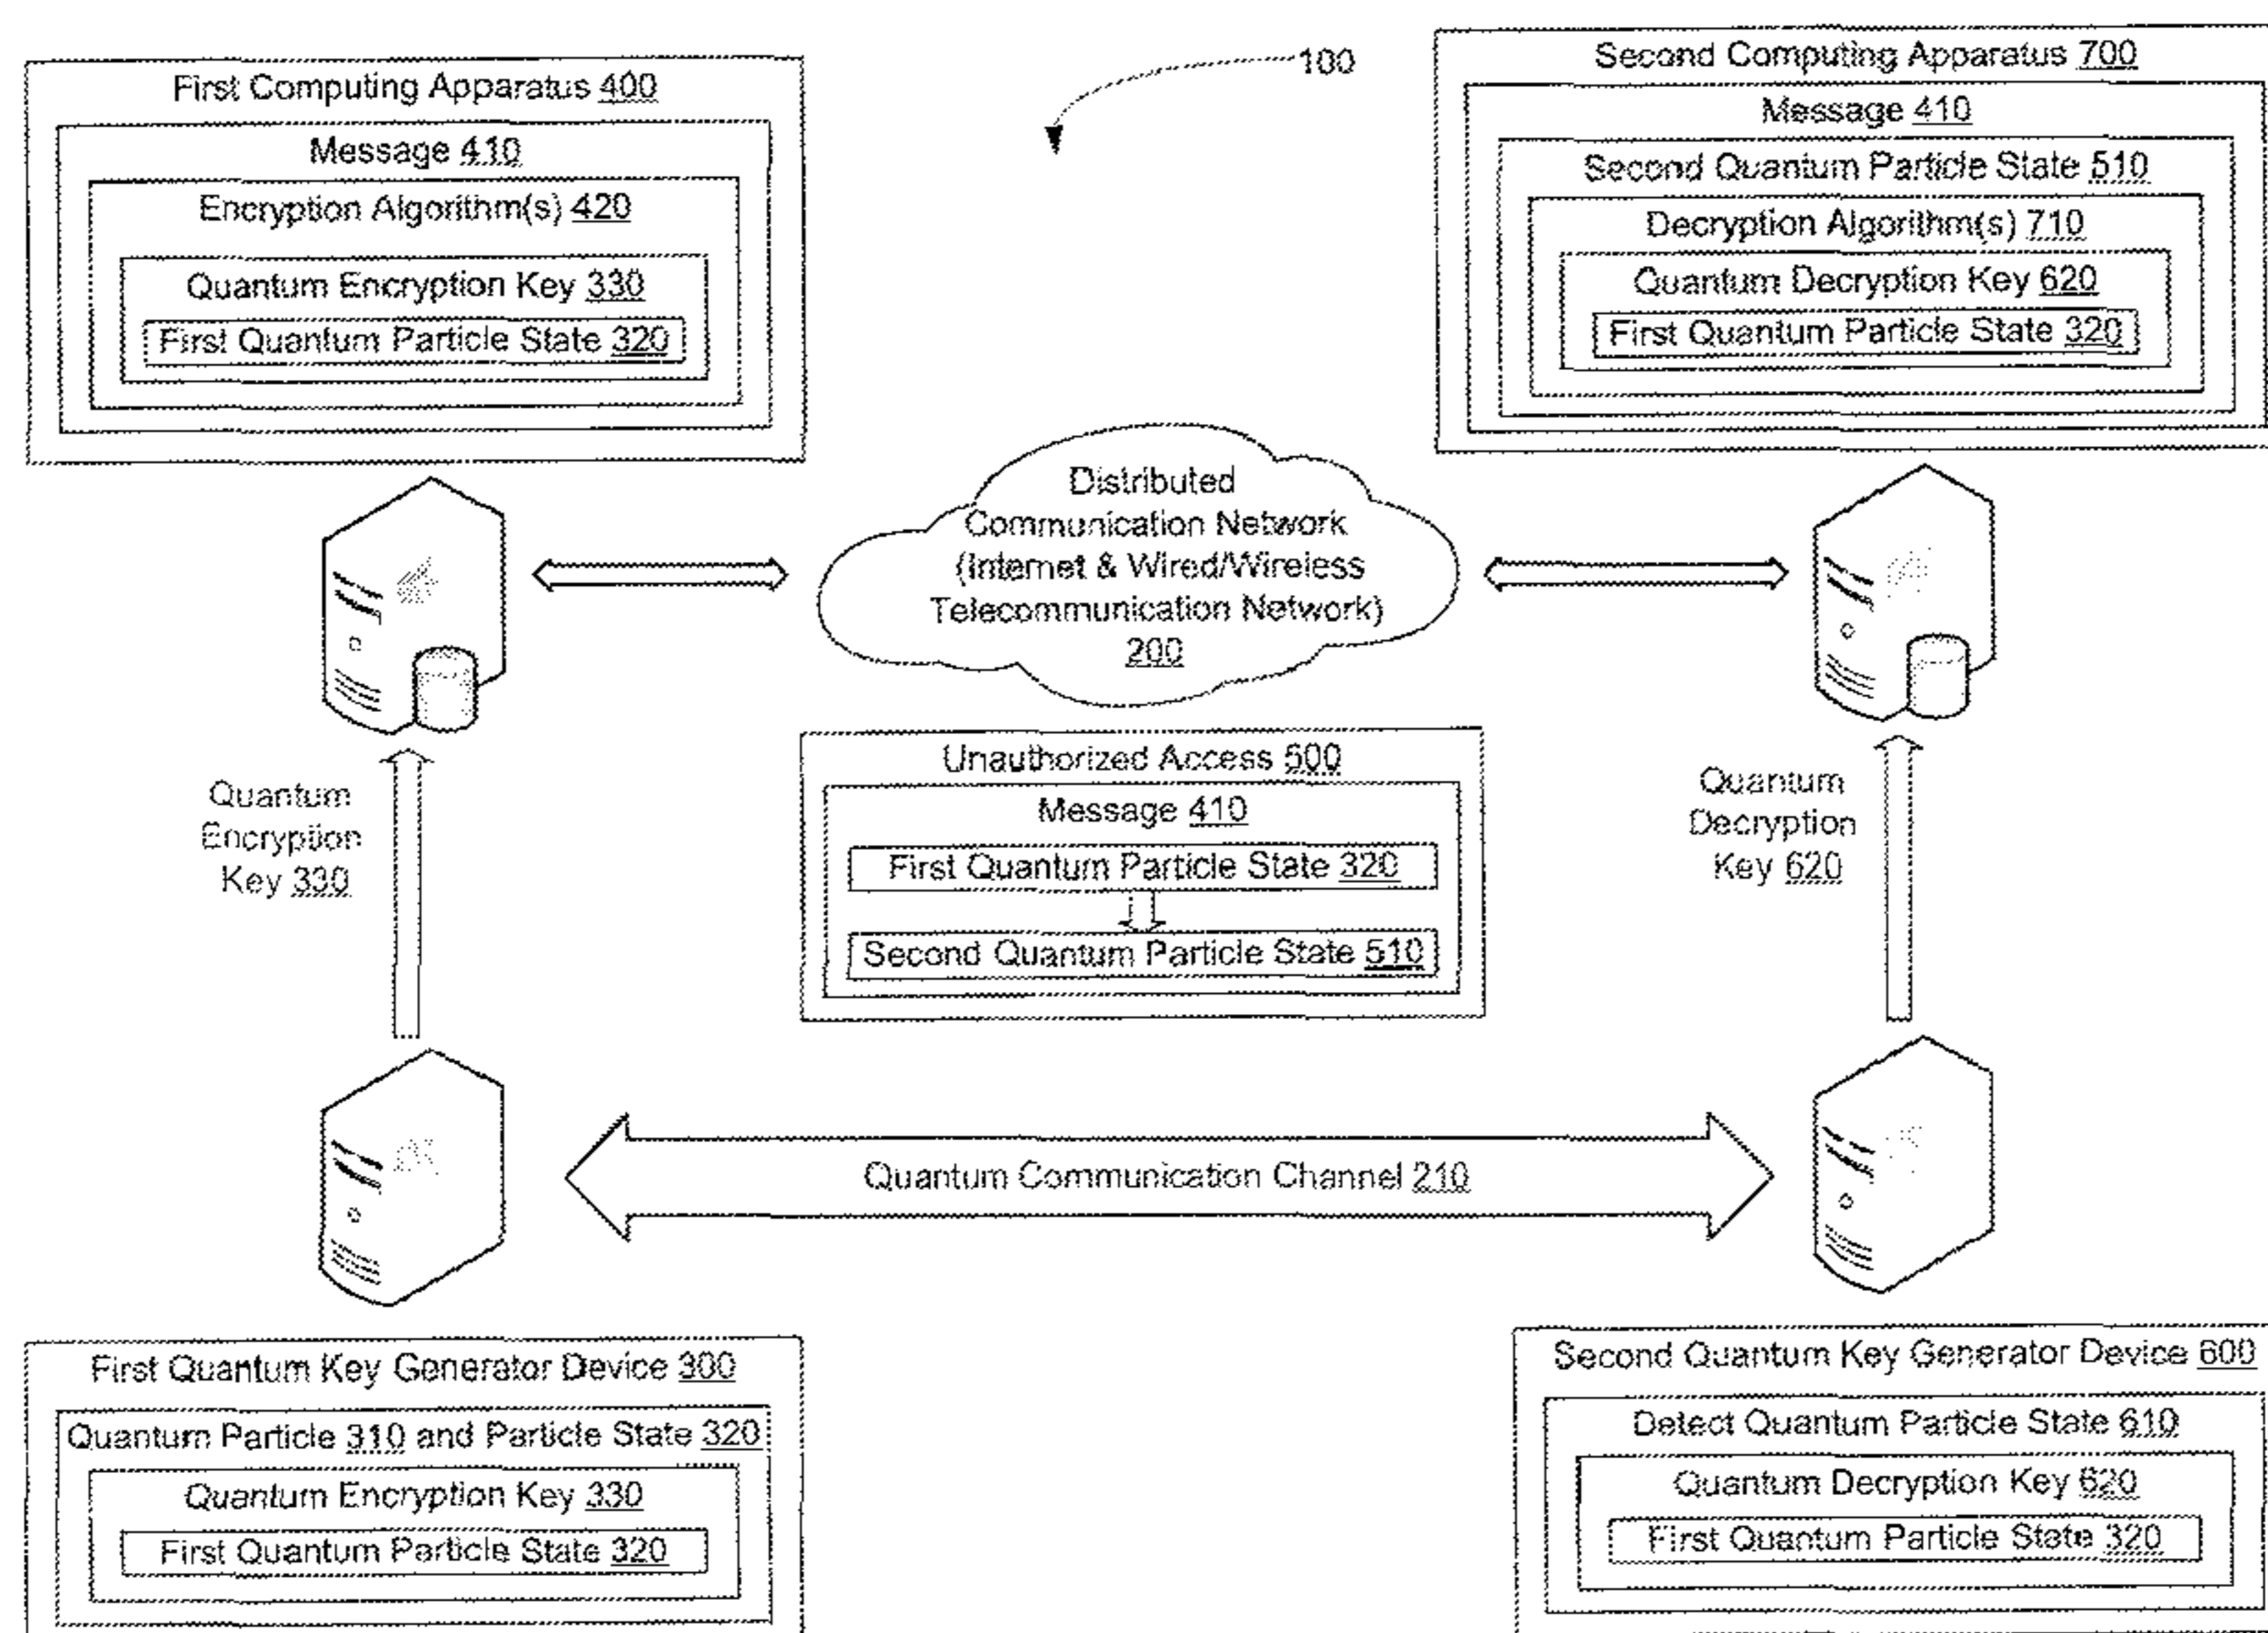 100
First Computing Apparatus 400
Message 410
Encryption Algorithm(s) 420
Quantum Encryption Key 330
First Quantum Particle State 320
Second Computing Apparatus 700
Message 410
Second Quantum Particle State 510
Decryption Algorithm(s) 710
Quantum Decryption Key 620
First Quantum Particle State 320
Distributed
Communication Network
(Internet & Wired/Wireless
Telecommunication Network)
200
Quantum
Encryption
Key 330
Unauthorized Access 500
Message 410
First Quantum Particle State 320
Second Quantum Particle State 510
Quantum
Decryption
Key 620
Quantum Communication Channel 210
First Quantum Key Generator Device 300
Quantum Particle 310 and Particle State 320
Quantum Encryption Key 330
First Quantum Particle State 320
Second Quantum Key Generator Device 600
Detect Quantum Particle State 610
Quantum Decryption Key 620
First Quantum Particle State 320